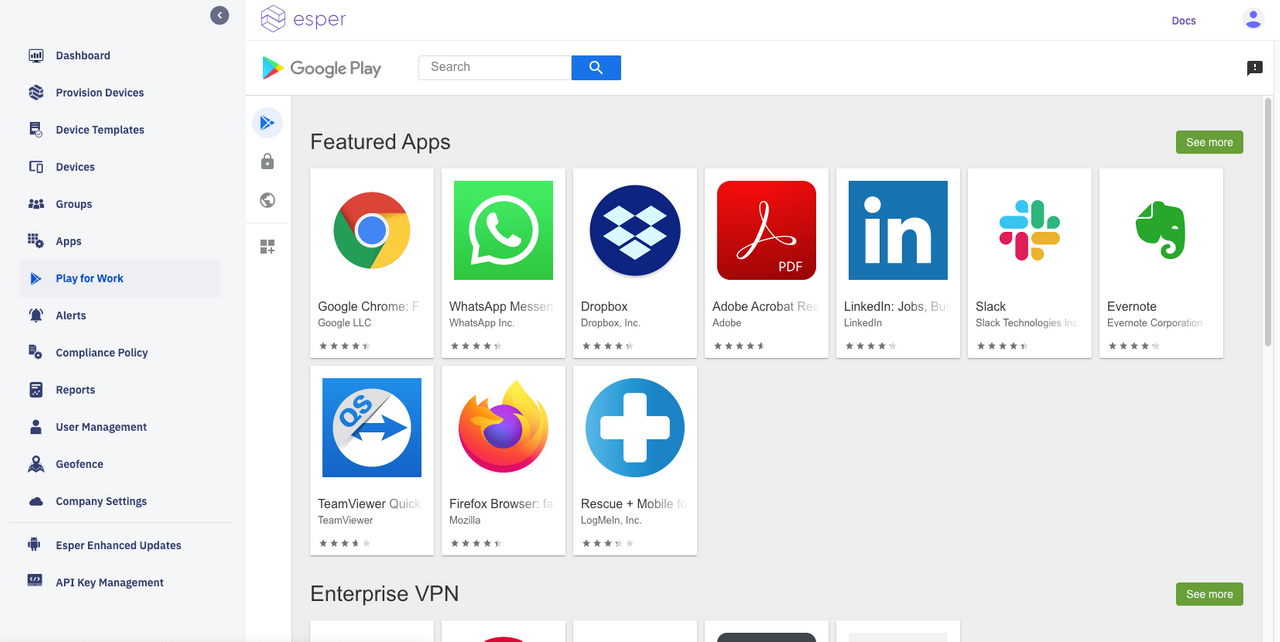 esper
Docs
Dashboard
Provision Devices
Device Templates
Devices
Groups
Apps
Play for Work
Alerts
Compliance Policy
Reports
User Management
Geofence
Company Settings
Esper Enhanced Updates
API Key Management
Google Play
Search
Featured Apps
See more
PDF
in
Google Chrome: F
Google LLC
WhatsApp Messen
WhatsApp Inc.
Dropbox
Dropbox, Inc.
Adobe Acrobat Rea
Adobe
LinkedIn: Jobs, Bus
LinkedIn
Slack
Slack Technologies Inc.
Evernote
Evernote Corporation
QS
TeamViewer Quick
TeamViewer
Firefox Browser: fa
Mozilla
Rescue + Mobile fo
LogMeIn, Inc.
Enterprise VPN
See more